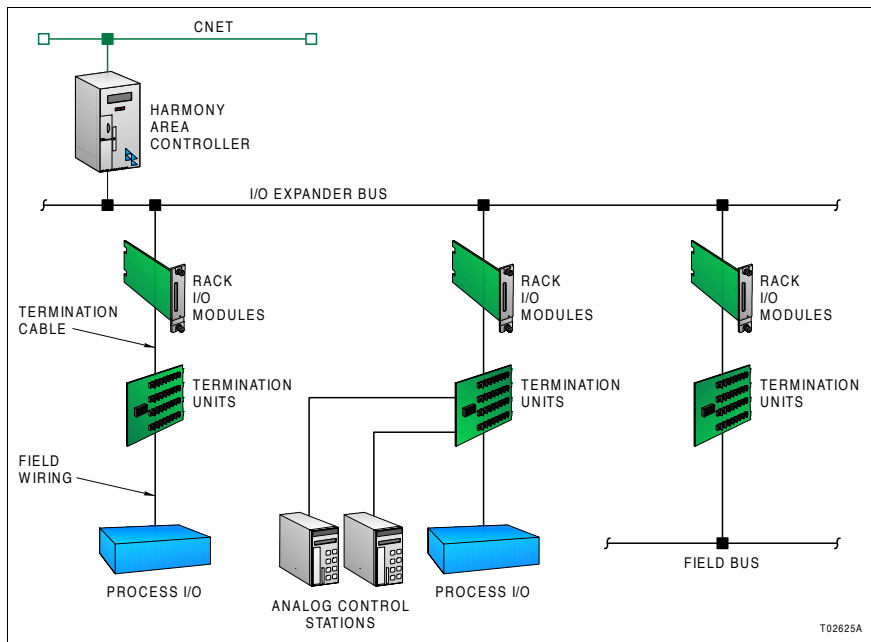 CNET
HARMONY
AREA
CONTROLLER
I/O EXPANDER BUS
RACK
I/O
MODULES
RACK
I/O
MODULES
RACK
I/O
MODULES
TERMINATION
CABLE
TERMINATION
UNITS
TERMINATION
UNITS
TERMINATION
UNITS
FIELD
WIRING
PROCESS I/O
ANALOG CONTROL
STATIONS
PROCESS I/O
FIELD BUS
T02625A